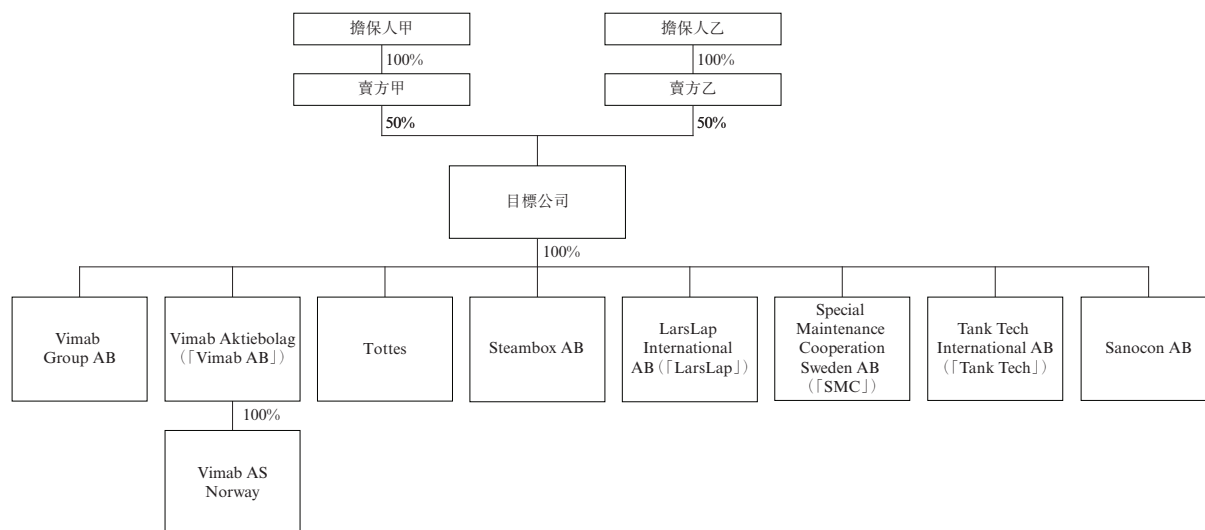 擔保人甲
擔保人乙
100%
100%
賣方甲
賣方乙
50%
50%
目標公司
100%
Vimab
Group AB
Vimab Aktiebolag
(「Vimab AB」)
Tottes
Steambox AB
LarsLap
International
AB(「LarsLap」)
Special
Maintenance
Cooperation
Sweden AB
(「SMC」)
Tank Tech
International AB
(「Tank Tech」)
Sanocon AB
100%
Vimab AS
Norway